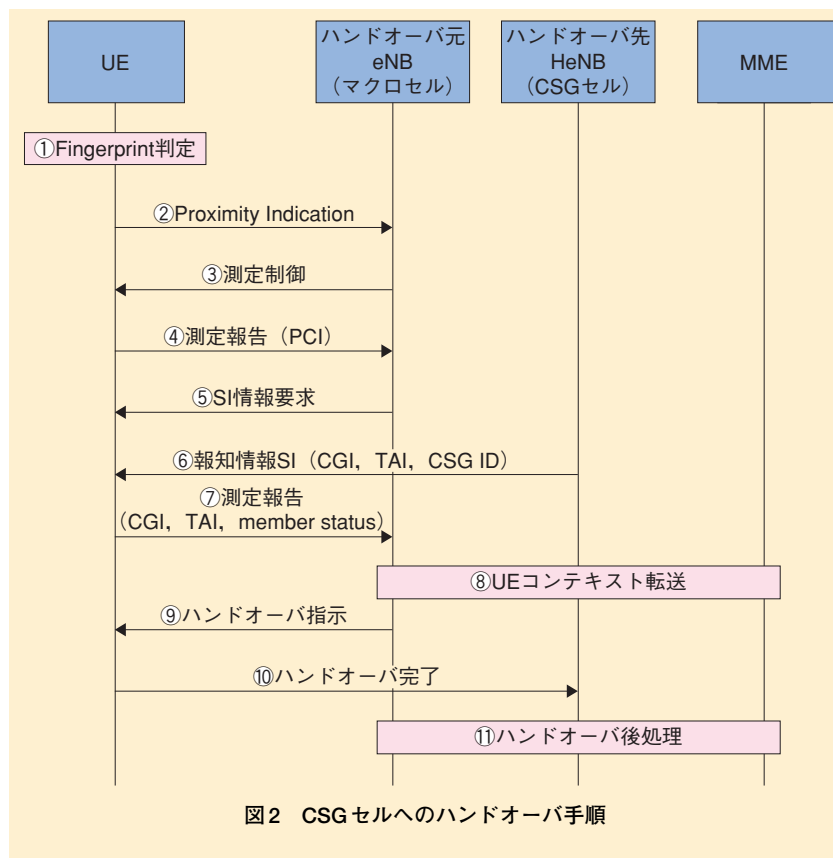 UE
ハンドオーバ元
eNB
（マクロセル）
ハンドオーバ先
HeNB
（CSGセル）
MME
①Fingerprint判定
②Proximity Indication
③測定制御
④測定報告（PCI）
⑤SI情報要求
⑥報知情報SI（CGI，TAI，CSG ID）
⑦測定報告
（CGI，TAI，member status）
⑧UEコンテキスト転送
⑨ハンドオーバ指示
⑩ハンドオーバ完了
⑪ハンドオーバ後処理
図2　CSGセルへのハンドオーバ手順